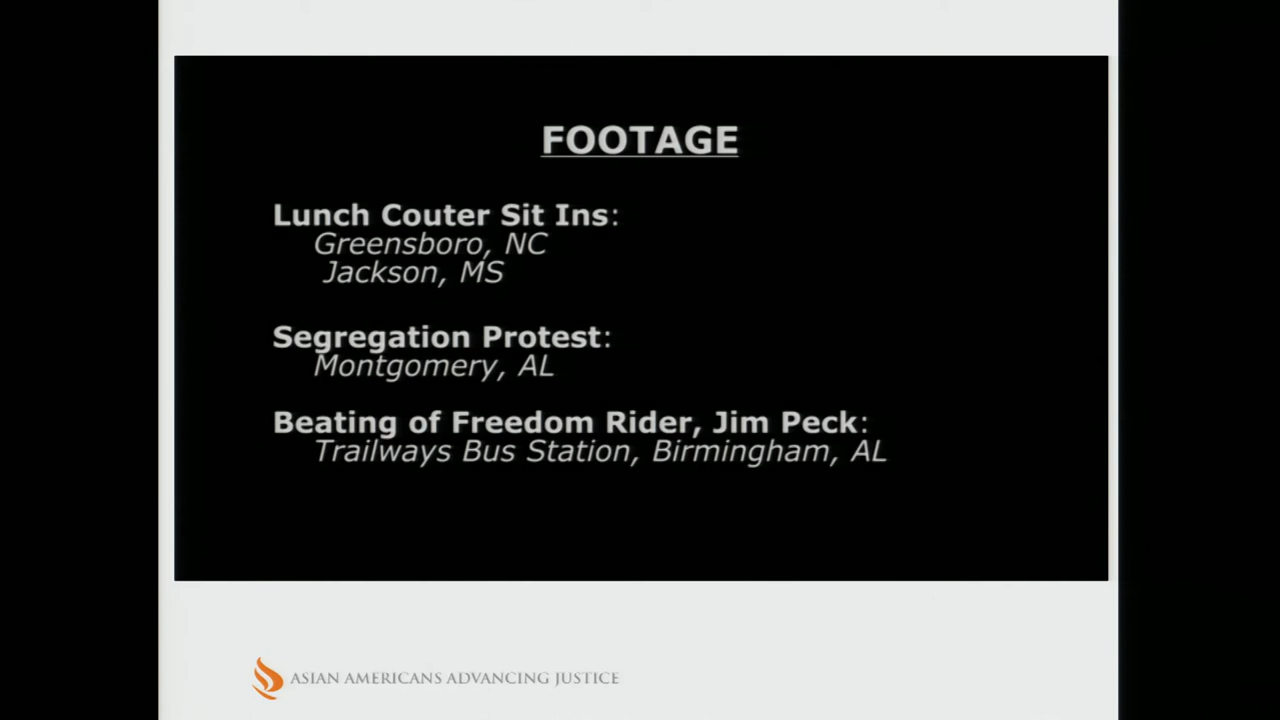 FOOTAGE
Lunch Couter Sit Ins:
Greensboro, NC
Jackson, MS
Segregation Protest:
Montgomery, AL
Beating of Freedom Rider, Jim Peck:
Trailways Bus Station, Birmingham, AL
ASIAN AMERICANS ADVANCING JUSTICE